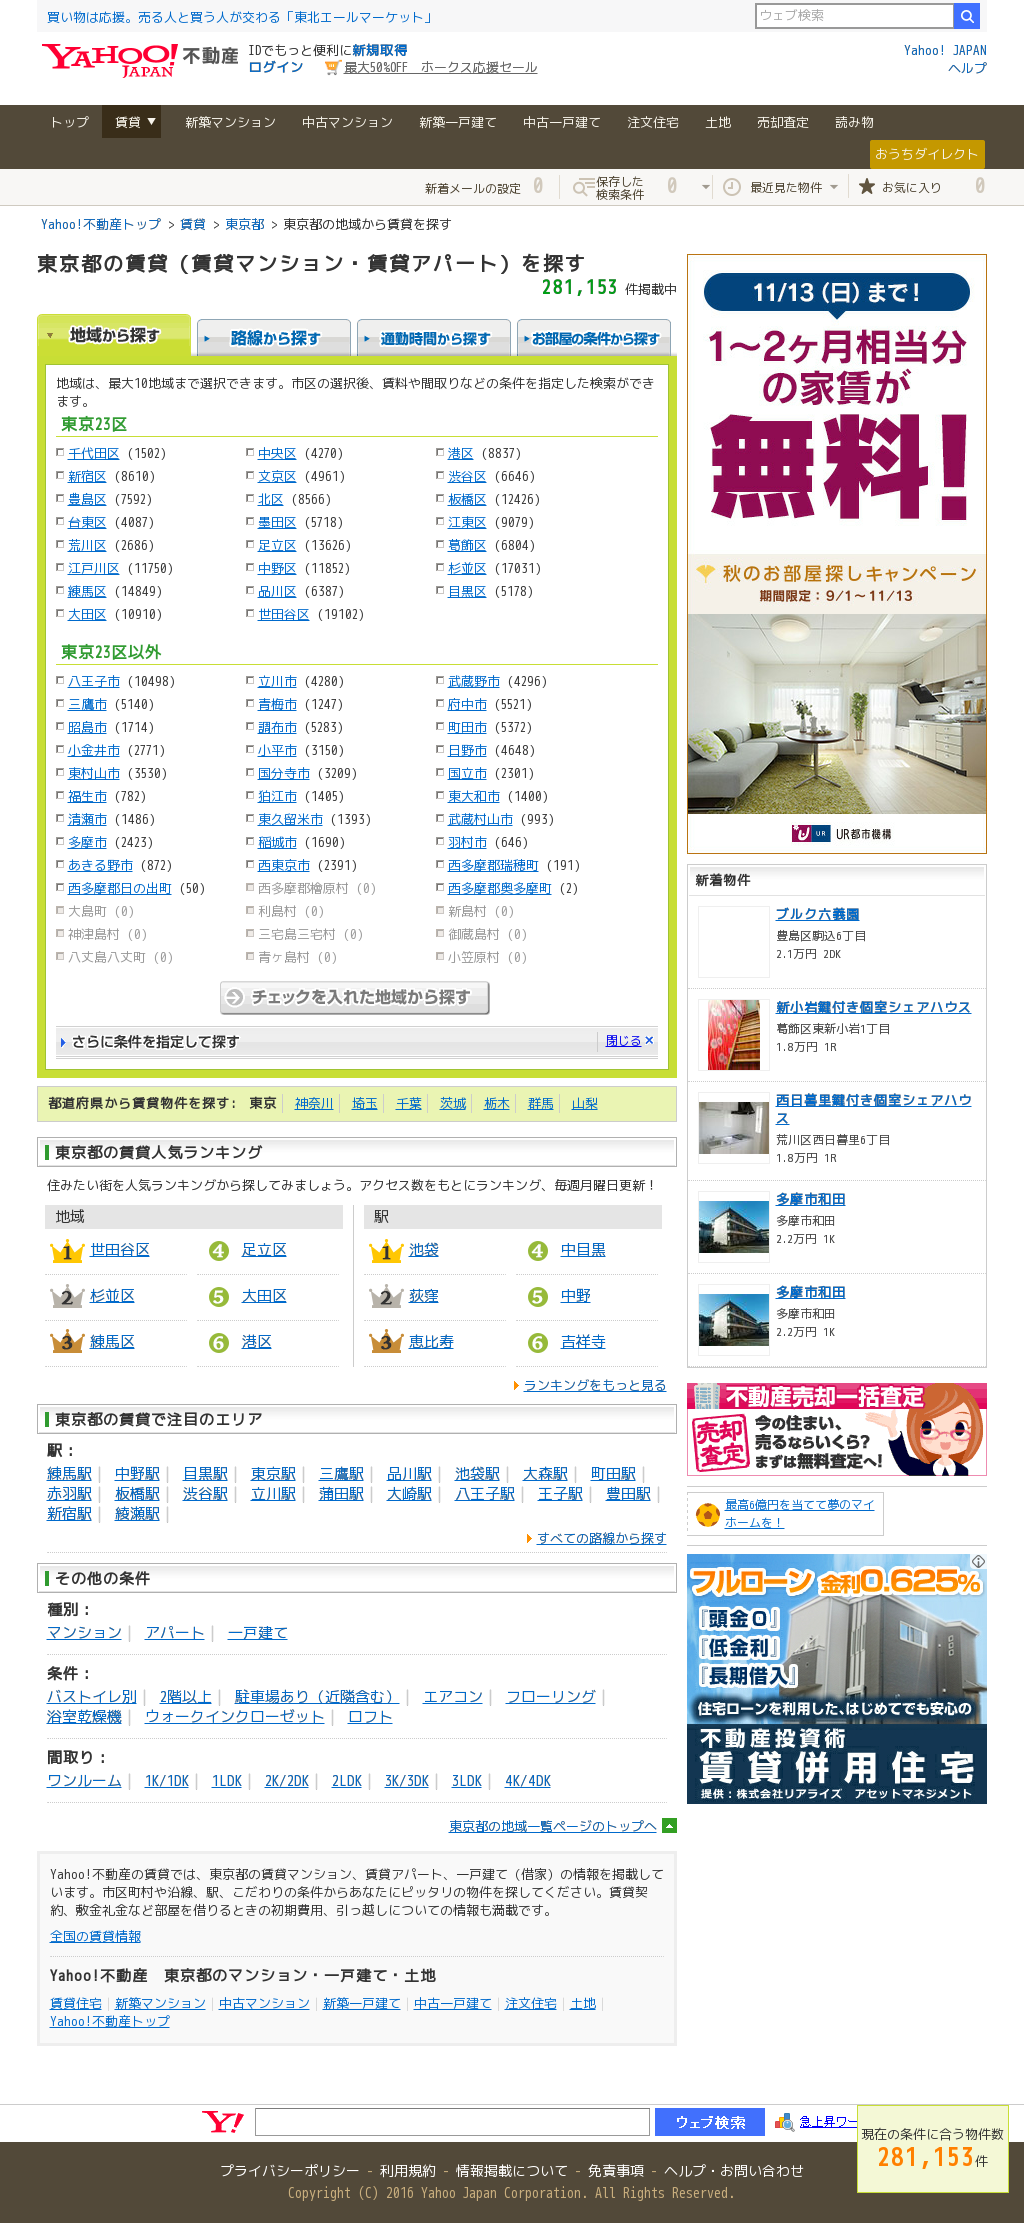 買い物は応援。売る人と買う人が交わる「東北エールマーケット」
ウェブ検索
YAHOO! JAPAN 不動産
IDでもっと便利に新規取得
ログイン
最大50%OFF ホークス応援セール
Yahoo! JAPAN
ヘルプ
トップ 賃貸▼ 新築マンション 中古マンション 新築一戸建て 中古一戸建て 注文住宅 土地 売却査定 読み物
おうちダイレクト
新着メールの設定 0 保存した検索条件 0 最近見た物件 お気に入り 0
Yahoo!不動産トップ > 賃貸 > 東京都 > 東京都の地域から賃貸を探す
東京都の賃貸（賃貸マンション・賃貸アパート）を探す
281,153 件掲載中
地域から探す 路線から探す 通勤時間から探す お部屋の条件から探す
地域は、最大10地域まで選択できます。市区の選択後、賃料や間取りなどの条件を指定した検索ができ
ます。
東京23区
千代田区 (1502) 中央区 (4270) 港区 (8837)
新宿区 (8610) 文京区 (4961) 渋谷区 (6646)
豊島区 (7592) 北区 (8566) 板橋区 (12426)
台東区 (4087) 墨田区 (5718) 江東区 (9079)
荒川区 (2686) 足立区 (13626) 葛飾区 (6804)
江戸川区 (11750) 中野区 (11852) 杉並区 (17031)
練馬区 (14849) 品川区 (6387) 目黒区 (5178)
大田区 (10910) 世田谷区 (19102)
東京23区以外
八王子市 (10498) 立川市 (4280) 武蔵野市 (4296)
三鷹市 (5140) 青梅市 (1247) 府中市 (5521)
昭島市 (1714) 調布市 (5283) 町田市 (5372)
小金井市 (2771) 小平市 (3150) 日野市 (4648)
東村山市 (3530) 国分寺市 (3209) 国立市 (2301)
福生市 (782) 狛江市 (1405) 東大和市 (1400)
清瀬市 (1486) 東久留米市 (1393) 武蔵村山市 (993)
多摩市 (2423) 稲城市 (1690) 羽村市 (646)
あきる野市 (872) 西東京市 (2391) 西多摩郡瑞穂町 (191)
西多摩郡日の出町 (50) 西多摩郡檜原村 (0) 西多摩郡奥多摩町 (2)
大島町 (0) 利島村 (0) 新島村 (0)
神津島村 (0) 三宅島三宅村 (0) 御蔵島村 (0)
八丈島八丈町 (0) 青ヶ島村 (0) 小笠原村 (0)
チェックを入れた地域から探す
さらに条件を指定して探す 閉じる×
都道府県から賃貸物件を探す: 東京 神奈川 埼玉 千葉 茨城 栃木 群馬 山梨
東京都の賃貸人気ランキング
住みたい街を人気ランキングから探してみましょう。アクセス数をもとにランキング、毎週月曜日更新！
地域 駅
1 世田谷区 4 足立区 1 池袋 4 中目黒
2 杉並区 5 大田区 2 荻窪 5 中野
3 練馬区 6 港区 3 恵比寿 6 吉祥寺
ランキングをもっと見る
東京都の賃貸で注目のエリア
駅：
練馬駅｜ 中野駅｜ 目黒駅｜ 東京駅｜ 三鷹駅｜ 品川駅｜ 池袋駅｜ 大森駅｜ 町田駅｜
赤羽駅｜ 板橋駅｜ 渋谷駅｜ 立川駅｜ 蒲田駅｜ 大崎駅｜ 八王子駅｜ 王子駅｜ 豊田駅｜
新宿駅｜ 綾瀬駅｜
すべての路線から探す
その他の条件
種別：
マンション｜ アパート｜ 一戸建て
条件：
バストイレ別｜ 2階以上｜ 駐車場あり（近隣含む）｜ エアコン｜ フローリング｜
浴室乾燥機｜ ウォークインクローゼット｜ ロフト
間取り：
ワンルーム｜ 1K/1DK｜ 1LDK｜ 2K/2DK｜ 2LDK｜ 3K/3DK｜ 3LDK｜ 4K/4DK
東京都の地域一覧ページのトップへ
Yahoo!不動産の賃貸では、東京都の賃貸マンション、賃貸アパート、一戸建て（借家）の情報を掲載して
います。市区町村や沿線、駅、こだわりの条件からあなたにピッタリの物件を探してください。賃貸契
約、敷金礼金など部屋を借りるときの初期費用、引っ越しについての情報も満載です。
全国の賃貸情報
Yahoo!不動産 東京都のマンション・一戸建て・土地
賃貸住宅｜新築マンション｜中古マンション｜新築一戸建て｜中古一戸建て｜注文住宅｜土地｜
Yahoo!不動産トップ
11/13（日）まで！
1〜2ヶ月相当分
の家賃が
無料!
秋のお部屋探しキャンペーン
期間限定：9/1〜11/13
UR UR都市機構
新着物件
ブルク六義園
豊島区駒込6丁目
2.1万円 2DK
新小岩鍵付き個室シェアハウス
葛飾区東新小岩1丁目
1.8万円 1R
西日暮里鍵付き個室シェアハウ
ス
荒川区西日暮里6丁目
1.8万円 1R
多摩市和田
多摩市和田
2.2万円 1K
多摩市和田
多摩市和田
2.2万円 1K
不動産売却一括査定
売却査定
今の住まい、
売るならいくら?
まずは無料査定へ!
最高6億円を当てて夢のマイ
ホームを！
フルローン 金利0.625%
『頭金0』
『低金利』
『長期借入』
住宅ローンを利用した、はじめてでも安心の
不動産投資術
賃貸併用住宅
提供：株式会社リアライズ アセットマネジメント
Y! ウェブ検索 急上昇ワー
現在の条件に合う物件数
281,153件
プライバシーポリシー - 利用規約 - 情報掲載について - 免責事項 - ヘルプ・お問い合わせ
Copyright (C) 2016 Yahoo Japan Corporation. All Rights Reserved.